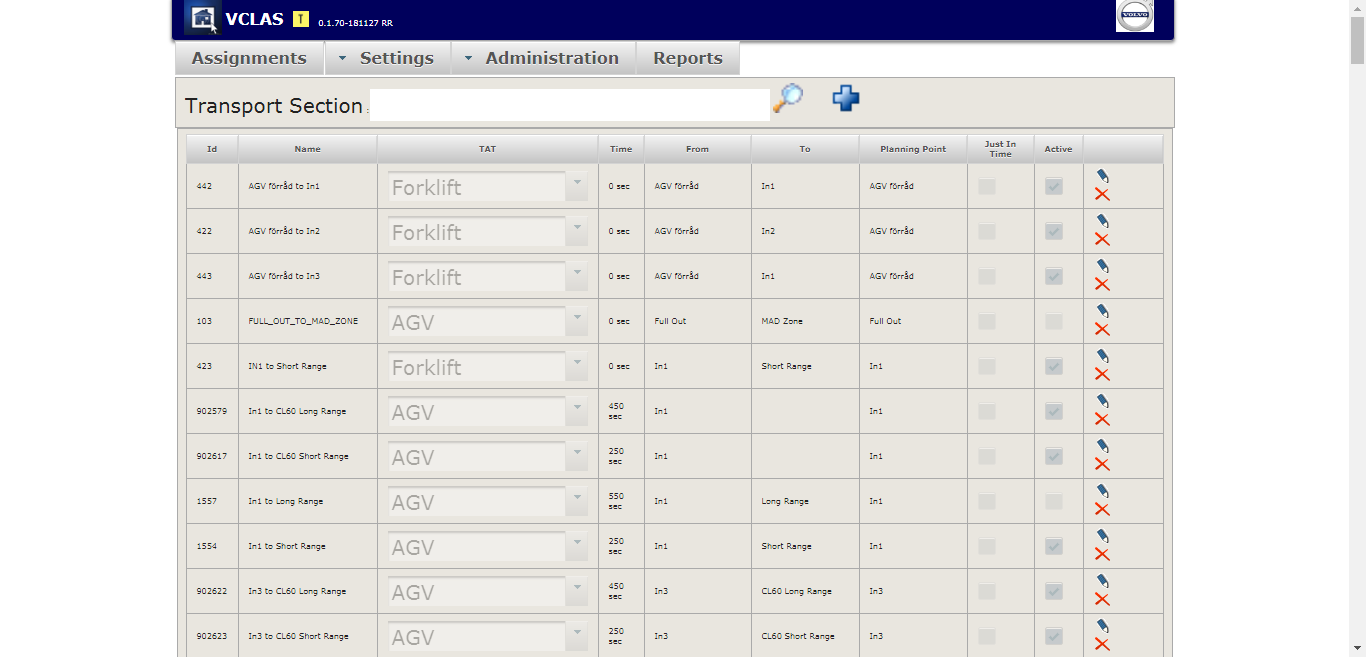 VCLAS T 0.1.70-181127 RR
VOLVO
Assignments Settings Administration Reports
Transport Section :
Id Name TAT Time From To Planning Point Just In Time Active
442 AGV förråd to In1 Forklift 0 sec AGV förråd In1 AGV förråd
422 AGV förråd to In2 Forklift 0 sec AGV förråd In2 AGV förråd
443 AGV förråd to In3 Forklift 0 sec AGV förråd In1 AGV förråd
103 FULL_OUT_TO_MAD_ZONE AGV 0 sec Full Out MAD Zone Full Out
423 IN1 to Short Range Forklift 0 sec In1 Short Range In1
902579 In1 to CL60 Long Range AGV 450 sec In1 In1
902617 In1 to CL60 Short Range AGV 250 sec In1 In1
1557 In1 to Long Range AGV 550 sec In1 Long Range In1
1554 In1 to Short Range AGV 250 sec In1 Short Range In1
902622 In3 to CL60 Long Range AGV 450 sec In3 CL60 Long Range In3
902623 In3 to CL60 Short Range AGV 250 sec In3 CL60 Short Range In3